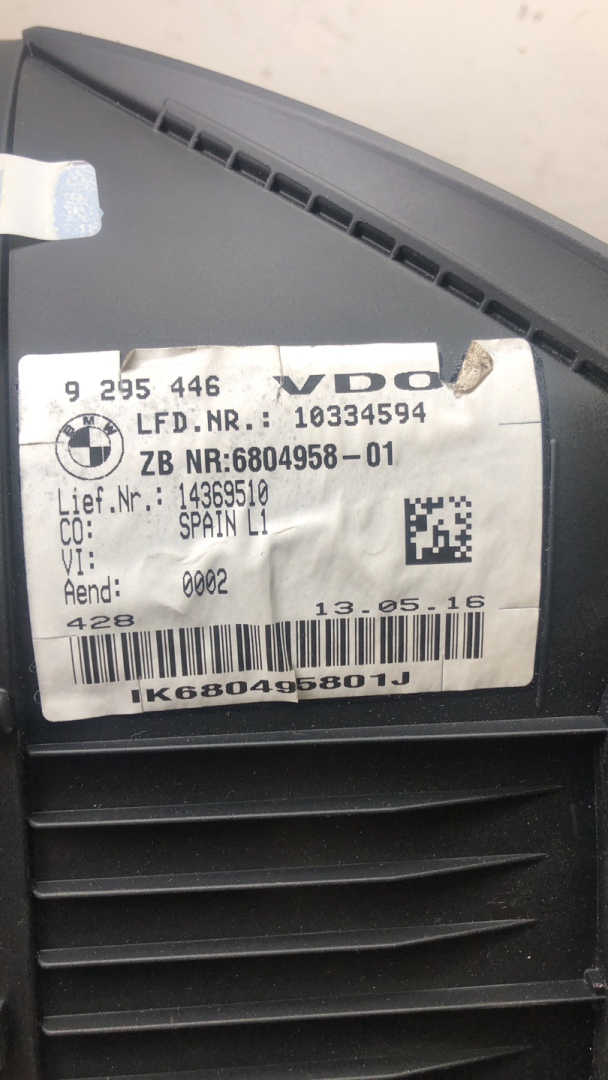 9 295 446 VDO
BMW
LFD.NR.: 10334594
ZB NR:6804958-01
Lief.Nr.: 14369510
CO: SPAIN L1
VI:
Aend: 0002
428 13.05.16
IK680495801J